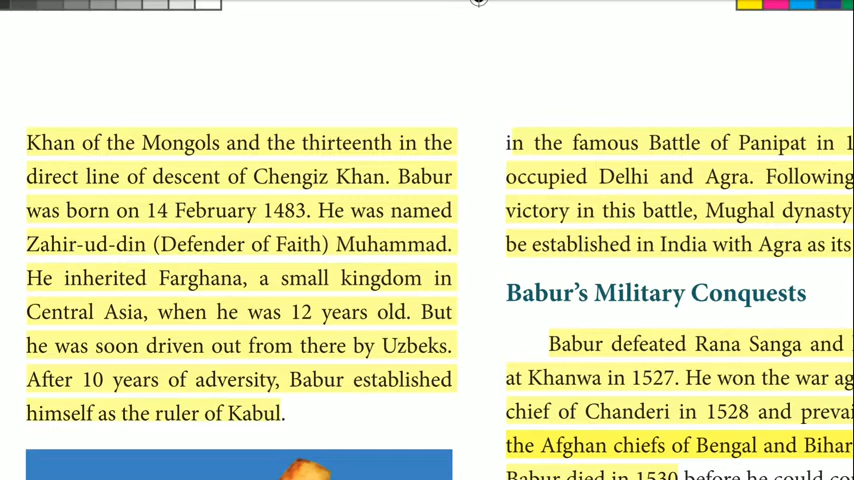 Khan of the Mongols and the thirteenth in the
direct line of descent of Chengiz Khan. Babur
was born on 14 February 1483. He was named
Zahir-ud-din (Defender of Faith) Muhammad.
He inherited Farghana, a small kingdom in
Central Asia, when he was 12 years old. But
he was soon driven out from there by Uzbeks.
After 10 years of adversity, Babur established
himself as the ruler of Kabul.
in the famous Battle of Panipat in 1
occupied Delhi and Agra. Following
victory in this battle, Mughal dynasty
be established in India with Agra as its
Babur’s Military Conquests
Babur defeated Rana Sanga and
at Khanwa in 1527. He won the war ag
chief of Chanderi in 1528 and prevai
the Afghan chiefs of Bengal and Bihar
Babur died in 1530 before he could